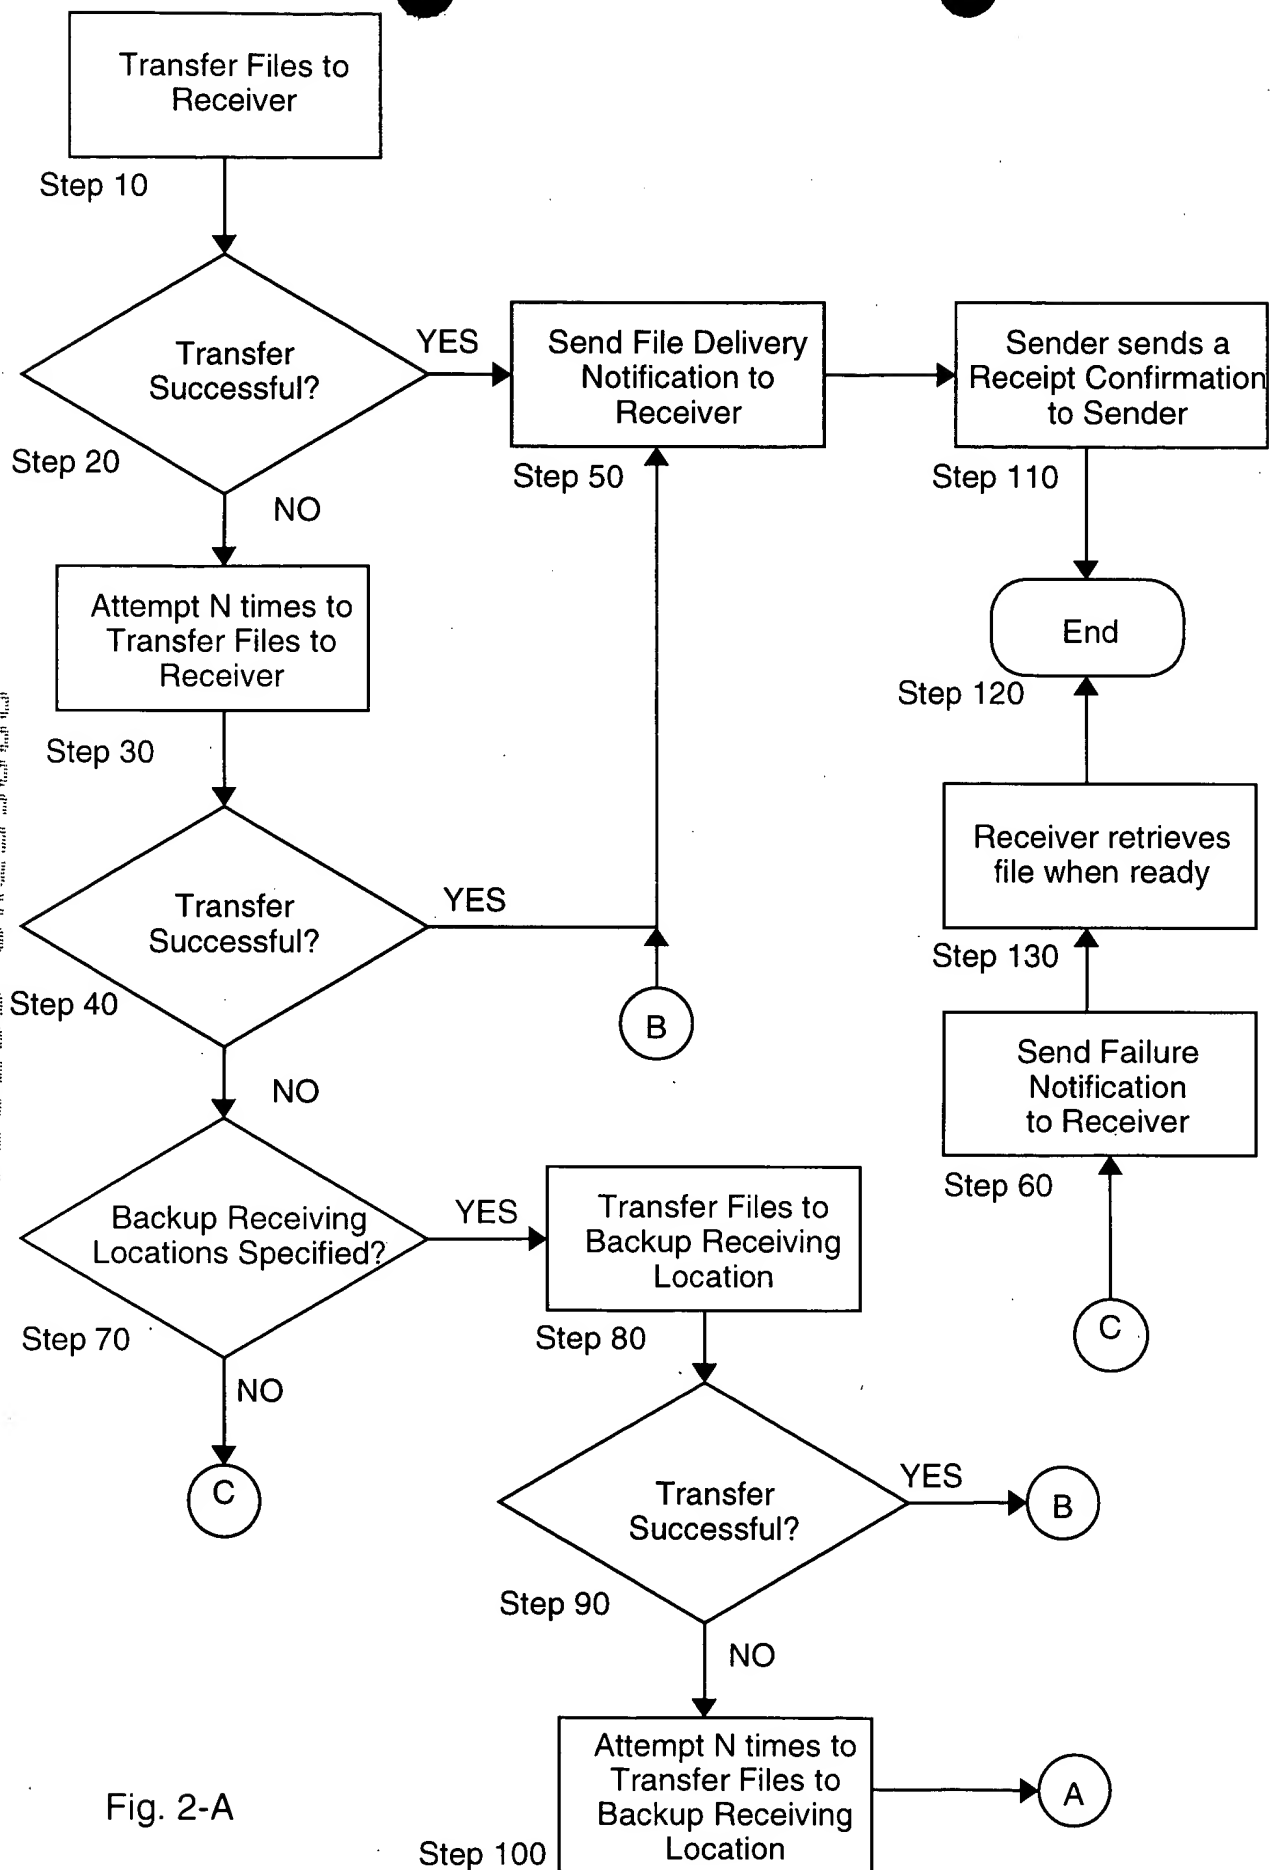 Transfer Files to
Receiver
Step 10
Transfer
Successful?
Step 20
YES
NO
Send File Delivery
Notification to
Receiver
Step 50
Sender sends a
Receipt Confirmation
to Sender
Step 110
End
Step 120
Attempt N times to
Transfer Files to
Receiver
Step 30
Transfer
Successful?
Step 40
YES
NO
B
Receiver retrieves
file when ready
Step 130
Send Failure
Notification
to Receiver
Step 60
C
Backup Receiving
Locations Specified?
Step 70
YES
NO
C
Transfer Files to
Backup Receiving
Location
Step 80
Transfer
Successful?
Step 90
YES
B
NO
Attempt N times to
Transfer Files to
Backup Receiving
Location
Step 100
A
Fig. 2-A